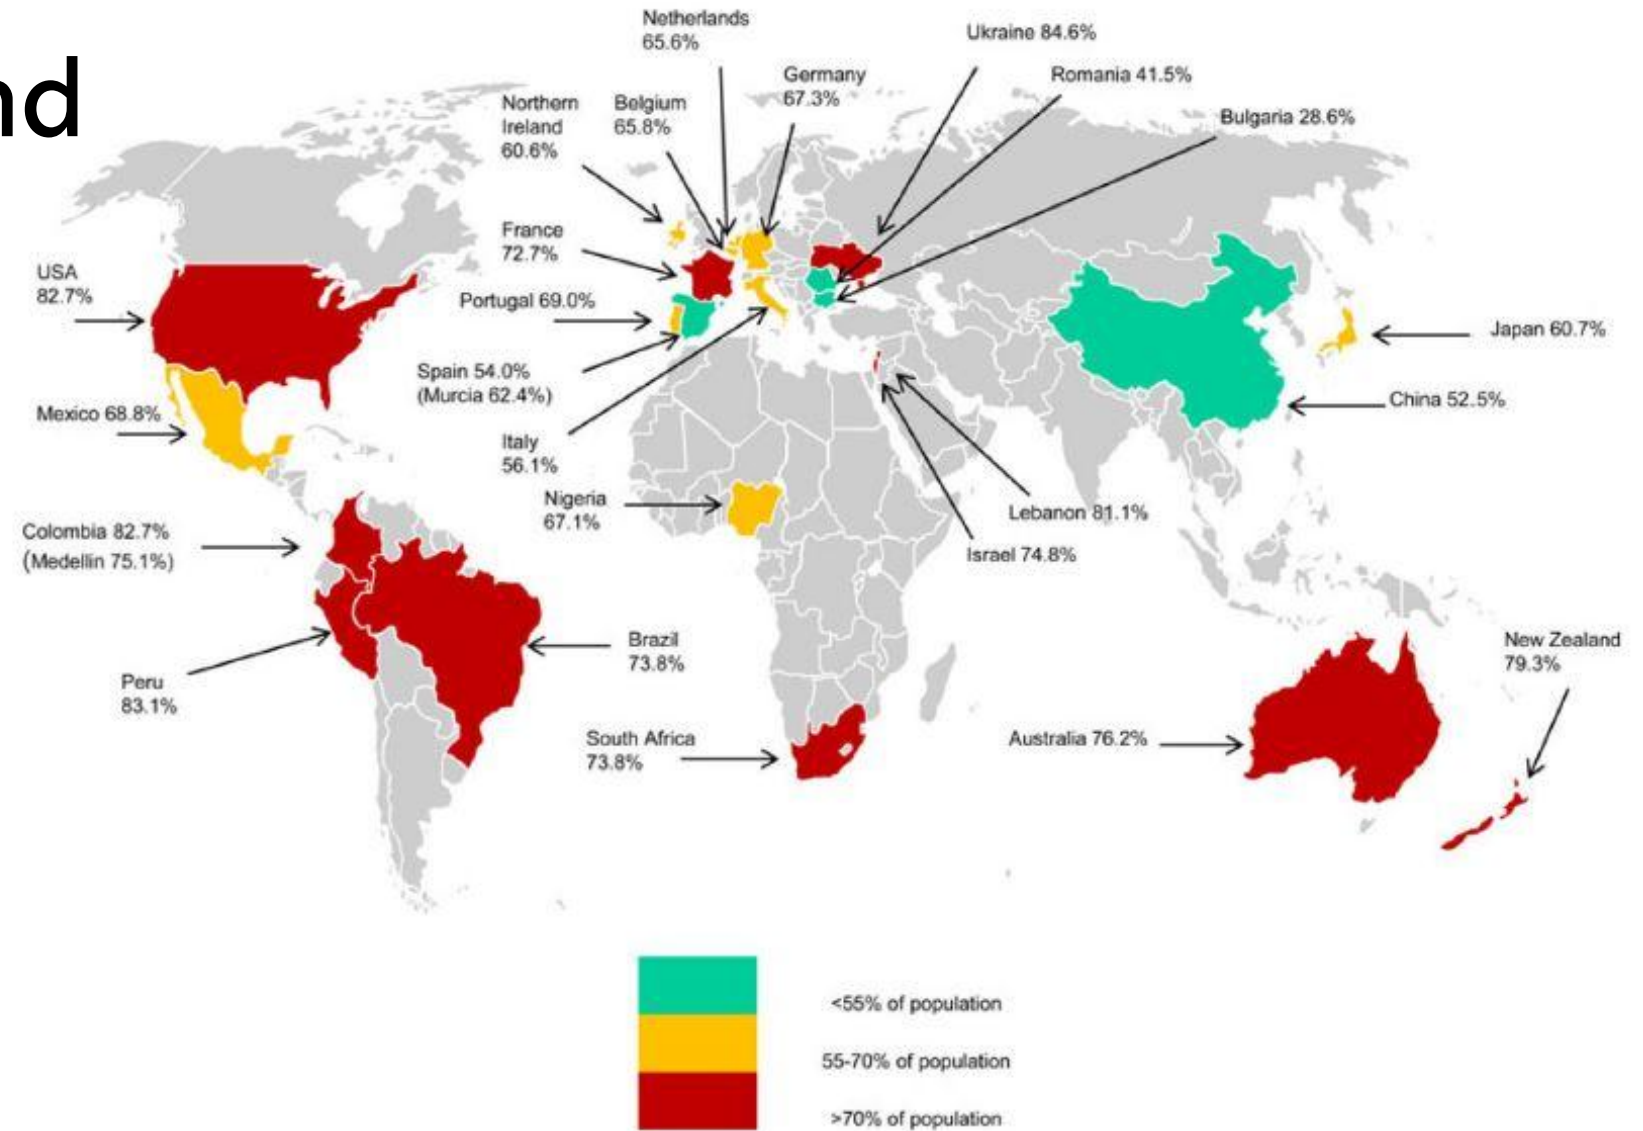 nd
Netherlands
65.6%
Ukraine 84.6%
Germany
67.3%
Romania 41.5%
Northern
Ireland
60.6%
Belgium
65.8%
Bulgaria 28.6%
France
72.7%
USA
82.7%
Portugal 69.0%
Japan 60.7%
Spain 54.0%
(Murcia 62.4%)
China 52.5%
Mexico 68.8%
Italy
56.1%
Nigeria
67.1%
Lebanon 81.1%
Israel 74.8%
Colombia 82.7%
(Medellin 75.1%)
Brazil
73.8%
New Zealand
79.3%
Peru
83.1%
South Africa
73.8%
Australia 76.2%
<55% of population
55-70% of population
>70% of population